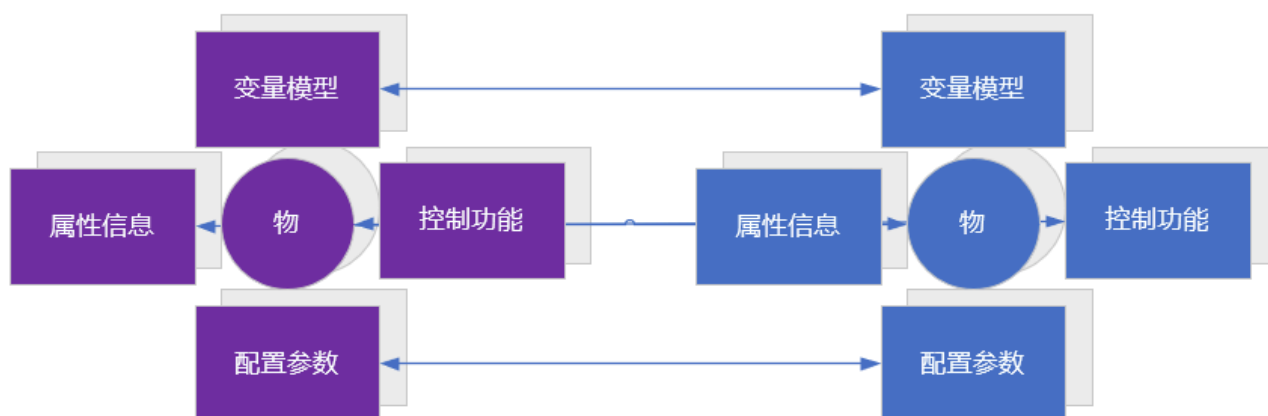 变量模型
变量模型
属性信息
物
控制功能
属性信息
物
控制功能
配置参数
配置参数